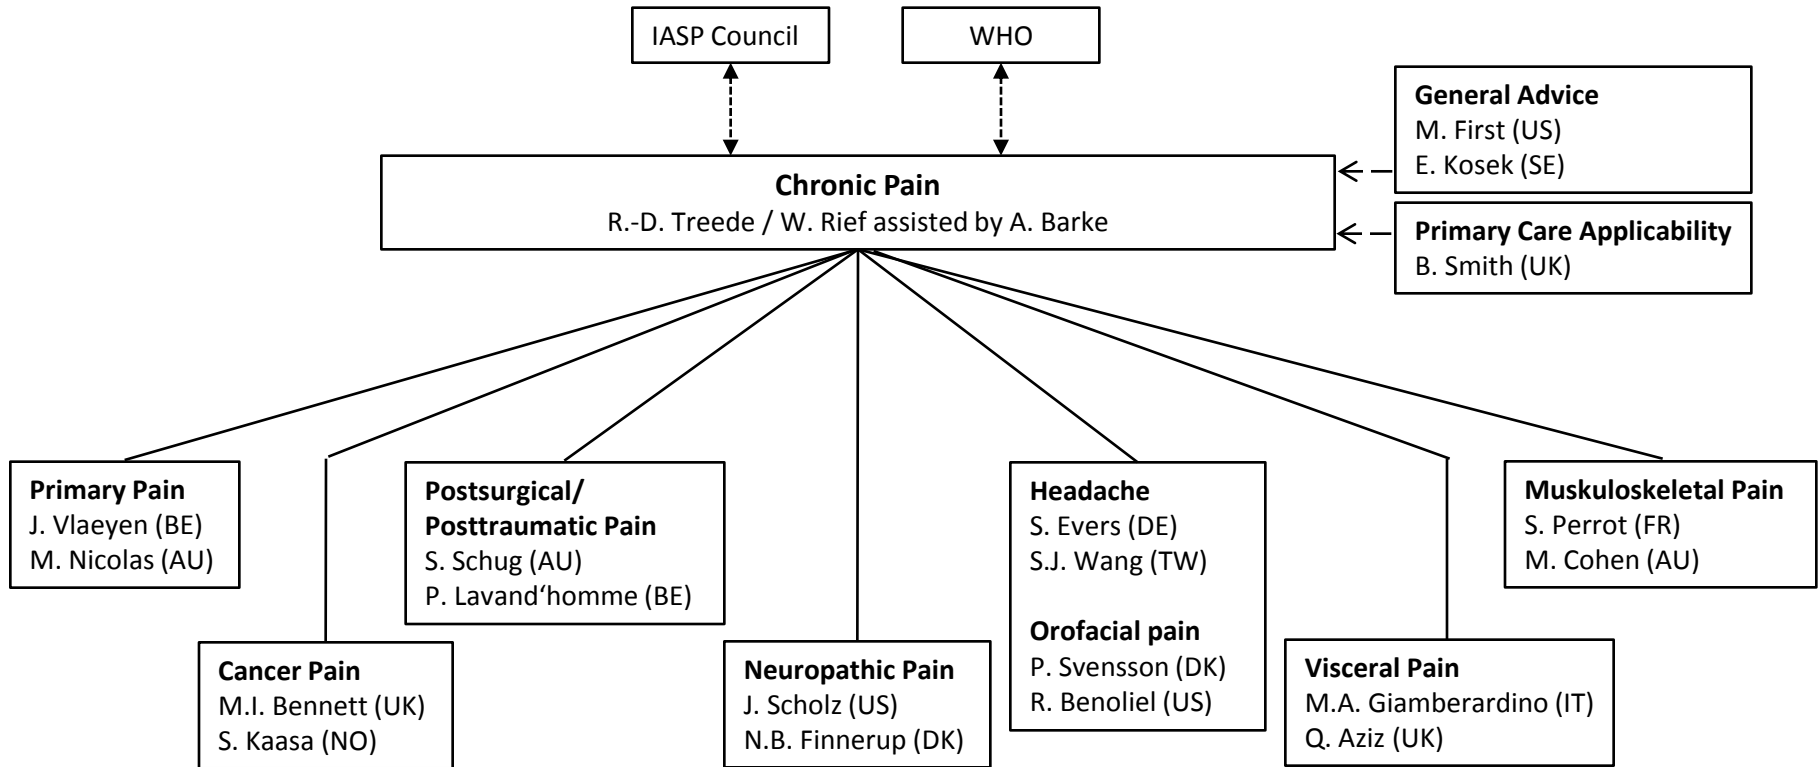 IASP Council
WHO
General Advice
M. First (US)
E. Kosek (SE)
Chronic Pain
R.-D. Treede / W. Rief assisted by A. Barke
Primary Care Applicability
B. Smith (UK)
Primary Pain
J. Vlaeyen (BE)
M. Nicolas (AU)
Postsurgical/
Posttraumatic Pain
S. Schug (AU)
P. Lavand‘homme (BE)
Headache
S. Evers (DE)
S.J. Wang (TW)
Orofacial pain
P. Svensson (DK)
R. Benoliel (US)
Muskuloskeletal Pain
S. Perrot (FR)
M. Cohen (AU)
Cancer Pain
M.I. Bennett (UK)
S. Kaasa (NO)
Neuropathic Pain
J. Scholz (US)
N.B. Finnerup (DK)
Visceral Pain
M.A. Giamberardino (IT)
Q. Aziz (UK)